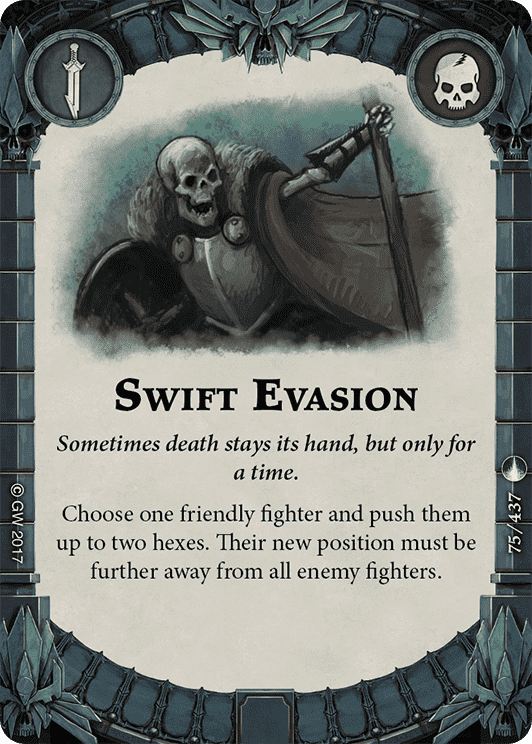 Swift Evasion
Sometimes death stays its hand, but only for
a time.
Choose one friendly fighter and push them
up to two hexes. Their new position must be
further away from all enemy fighters.
© GW 2017
75/437